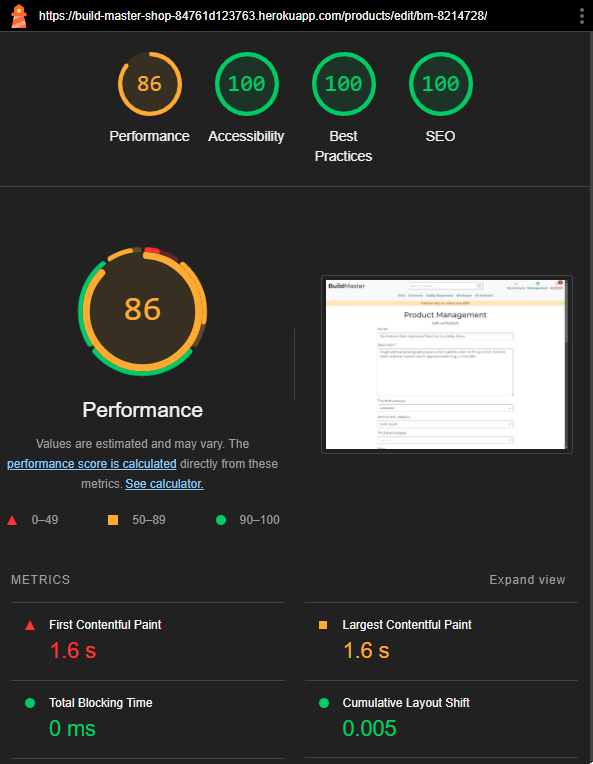 https://build-master-shop-84761d123763.herokuapp.com/products/edit/bm-8214728/
86
100
100
100
Performance
Accessibility
Best
Practices
SEO
86
Performance
Values are estimated and may vary. The
performance score is calculated directly from these
metrics. See calculator.
0–49
50–89
90–100
BuildMaster
Product Management
Edit a Product
METRICS
Expand view
First Contentful Paint
1.6 s
Largest Contentful Paint
1.6 s
Total Blocking Time
0 ms
Cumulative Layout Shift
0.005